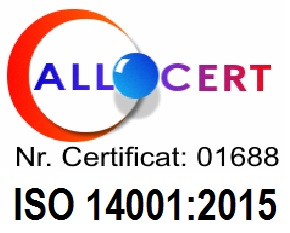 ALLOCERT
Nr. Certificat: 01688
ISO 14001:2015